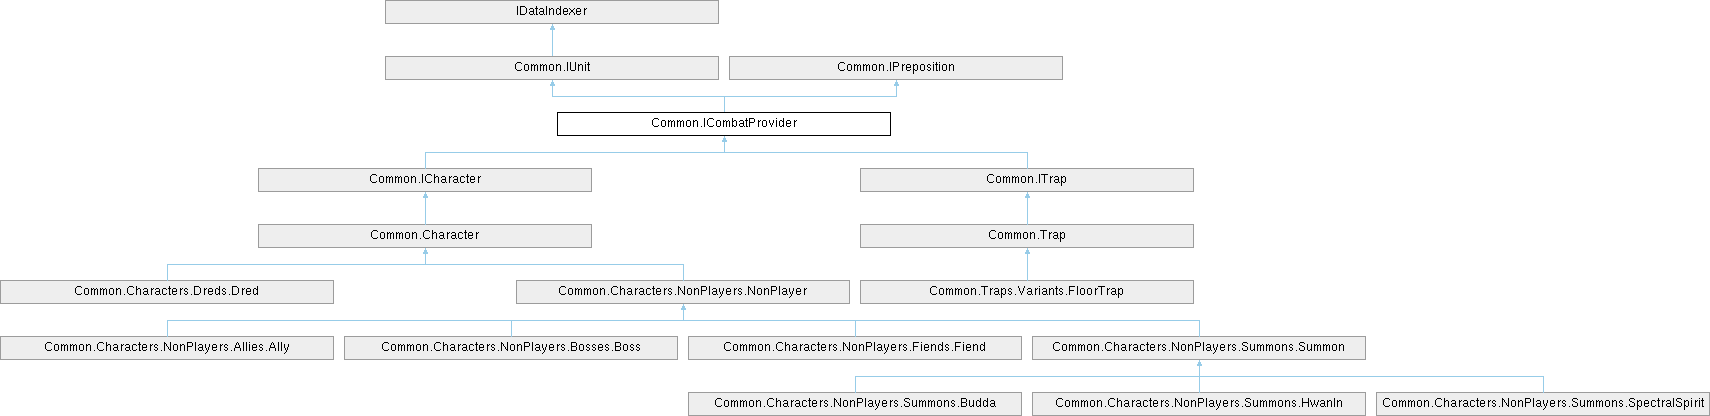 IDataIndexer
Common.IUnit
Common.IPreposition
Common.ICombatProvider
Common.ICharacter
Common.ITrap
Common.Character
Common.Trap
Common.Characters.Dreds.Dred
Common.Characters.NonPlayers.NonPlayer
Common.Traps.Variants.FloorTrap
Common.Characters.NonPlayers.Allies.Ally
Common.Characters.NonPlayers.Bosses.Boss
Common.Characters.NonPlayers.Fiends.Fiend
Common.Characters.NonPlayers.Summons.Summon
Common.Characters.NonPlayers.Summons.Budda
Common.Characters.NonPlayers.Summons.HwanIn
Common.Characters.NonPlayers.Summons.SpectralSpirit